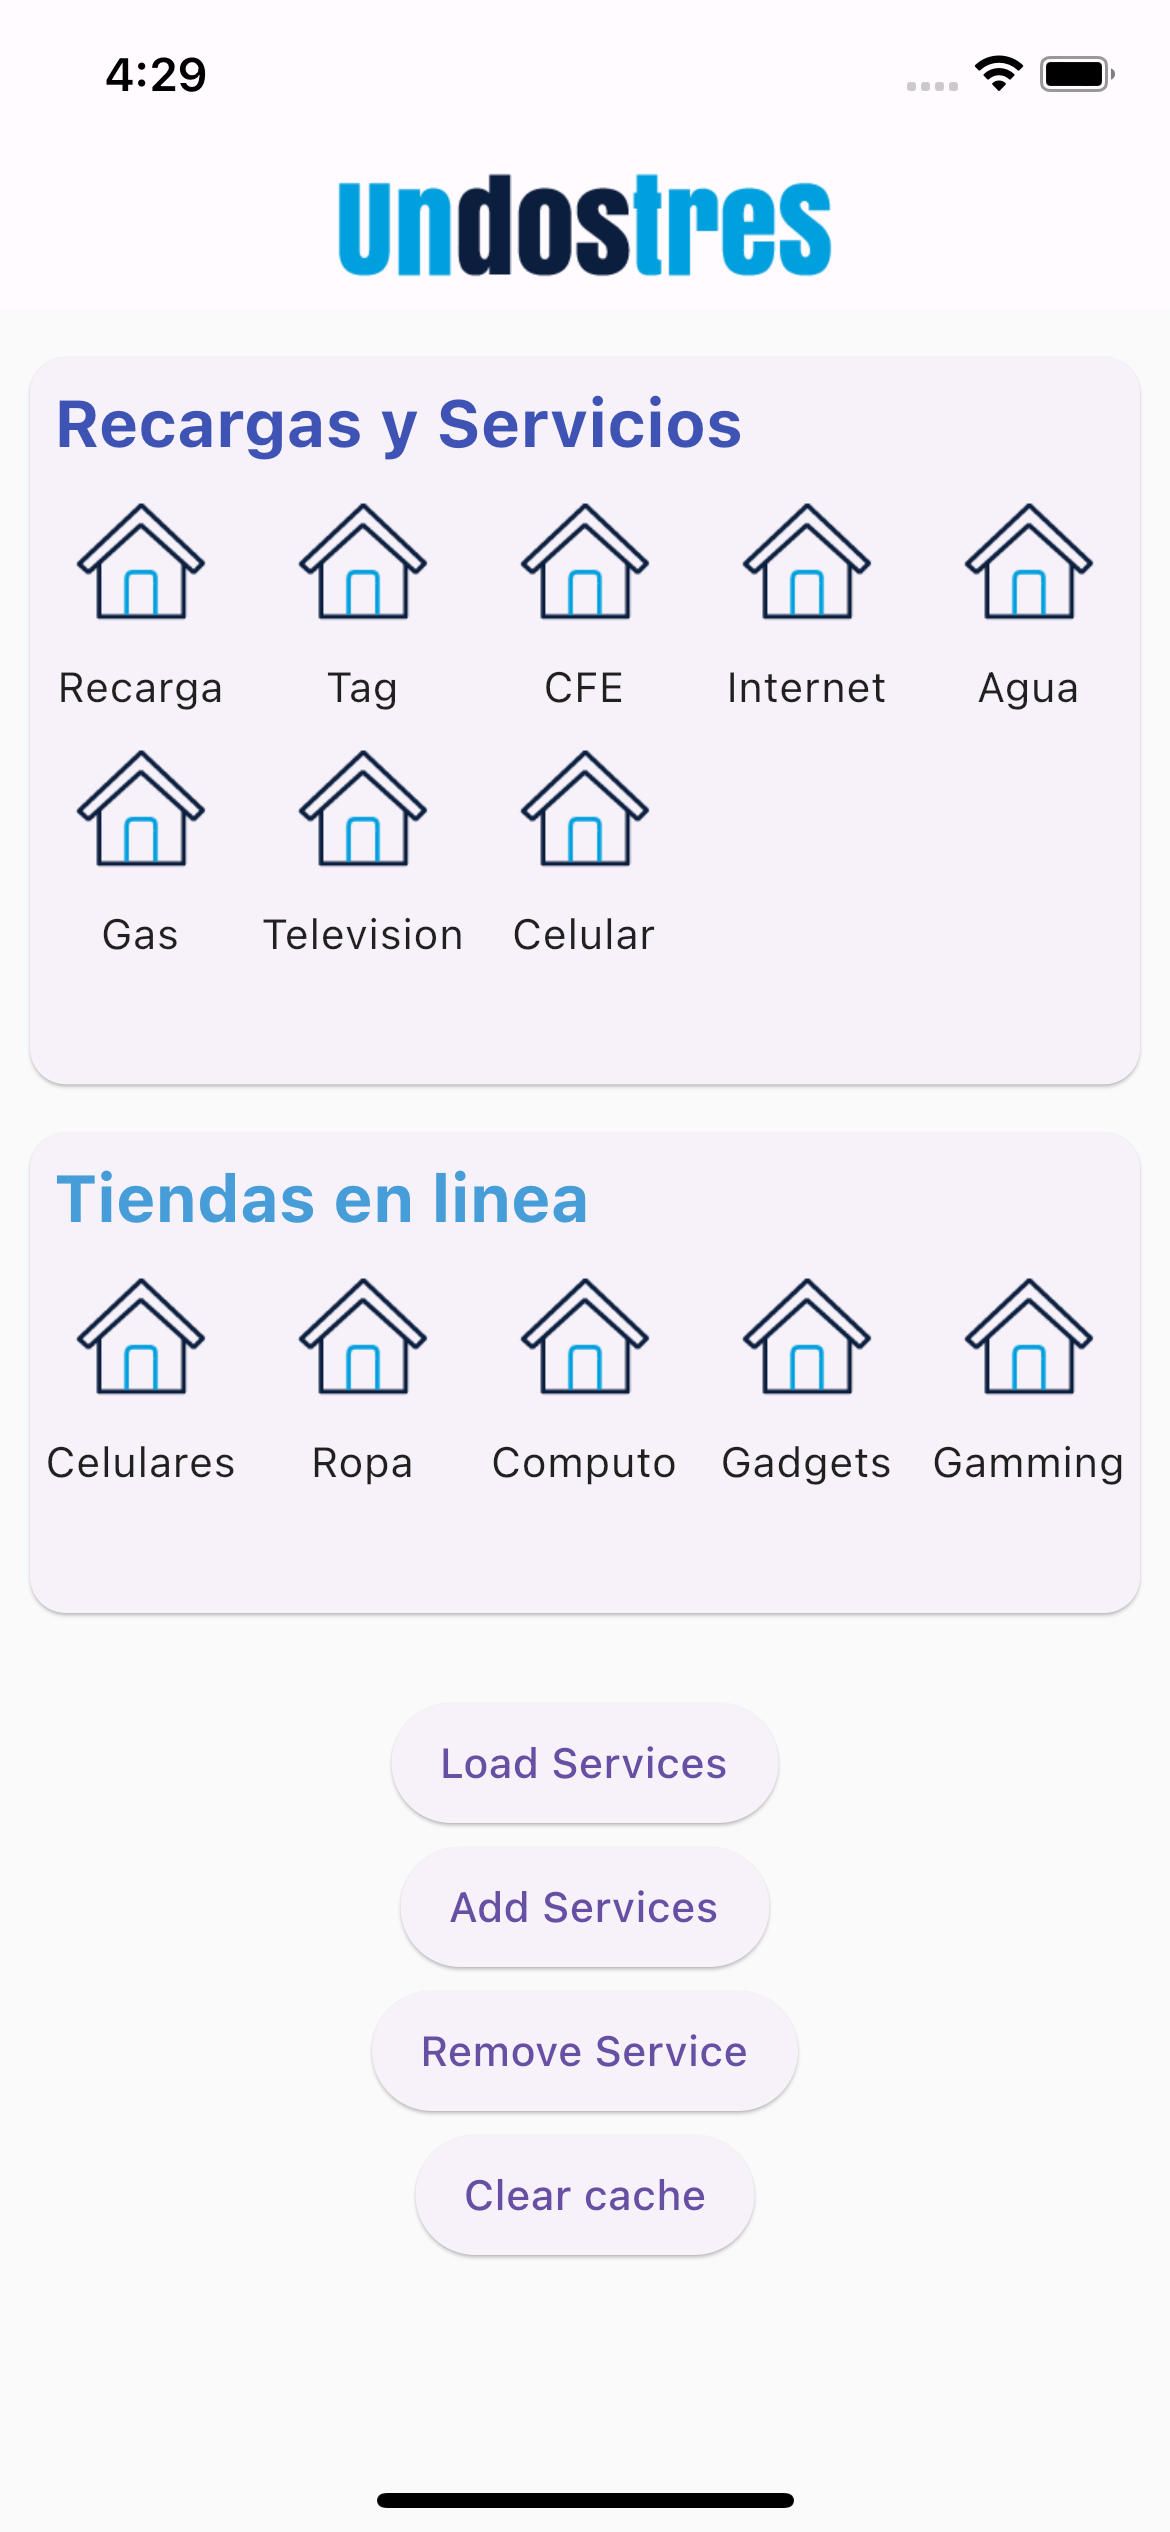 4:29
undostres
Recargas y Servicios
Recarga Tag CFE Internet Agua
Gas Television Celular
Tiendas en linea
Celulares Ropa Computo Gadgets Gamming
Load Services
Add Services
Remove Service
Clear cache